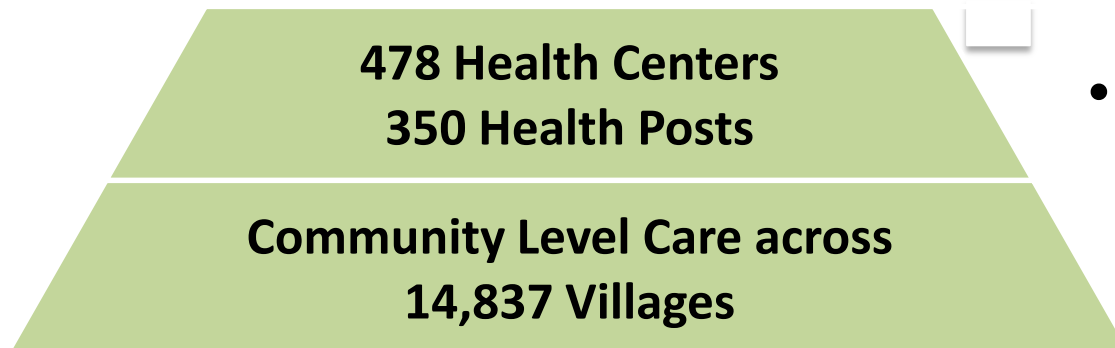 478 Health Centers
350 Health Posts
•
Community Level Care across
14,837 Villages